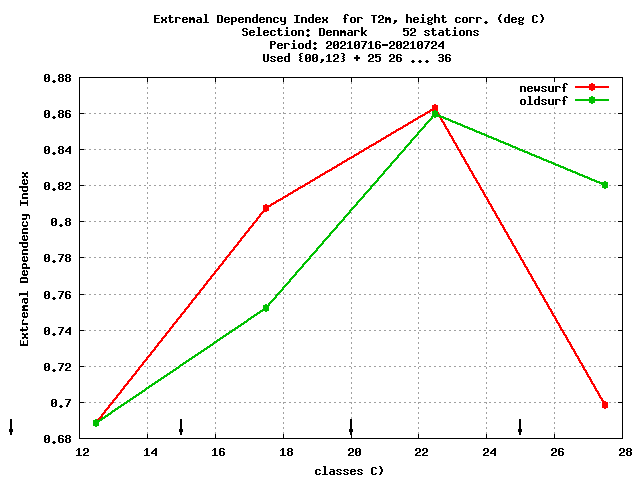 Extremal Dependency Index  for T2m, height corr. (deg C)
Selection: Denmark     52 stations
Period: 20210716-20210724
Used {00,12} + 25 26 ... 36
newsurf
oldsurf
Extremal Dependency Index
0.88
0.86
0.84
0.82
0.8
0.78
0.76
0.74
0.72
0.7
0.68
12 14 16 18 20 22 24 26 28
classes C)